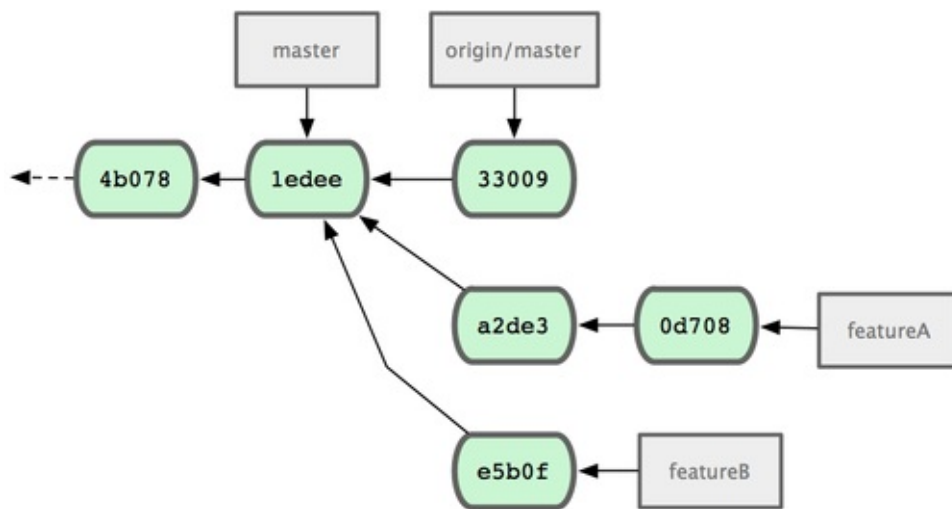 master
origin/master
4b078
1edee
33009
a2de3
0d708
featureA
e5b0f
featureB